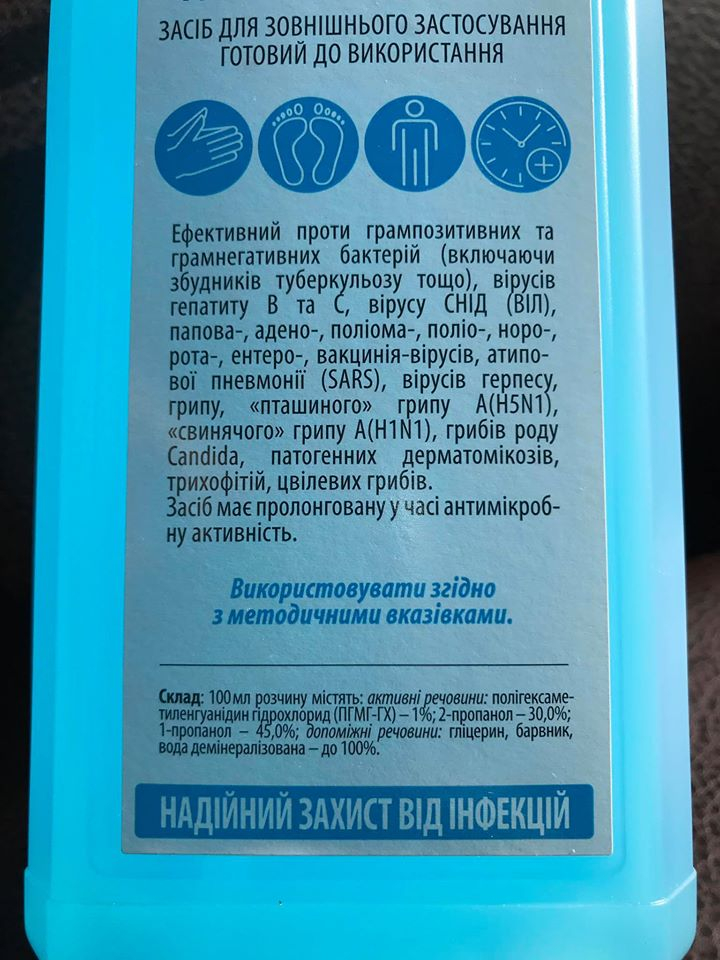 ЗАСІБ ДЛЯ ЗОВНІШНЬОГО ЗАСТОСУВАННЯ
ГОТОВИЙ ДО ВИКОРИСТАННЯ
Ефективний проти грампозитивних та
грамнегативних бактерій (включаючи
збудників туберкульозу тощо), вірусів
гепатиту В та С, вірусу СНІД (ВІЛ),
папова-, адено-, поліома-, поліо-, норо-,
рота-, ентеро-, вакцинія-вірусів, атипо-
вої пневмонії (SARS), вірусів герпесу,
грипу, «пташиного» грипу А(H5N1),
«свинячого» грипу А(H1N1), грибів роду
Candida, патогенних дерматомікозів,
трихофітій, цвілевих грибів.
Засіб має пролонговану у часі антимікроб-
ну активність.
Використовувати згідно
з методичними вказівками.
Склад: 100 мл розчину містять: активні речовини: полігексаме-
тиленгуанідин гідрохлорид (ПГМГ-ГХ) – 1%; 2-пропанол – 30,0%;
1-пропанол – 45,0%; допоміжні речовини: гліцерин, барвник,
вода демінералізована – до 100%.
НАДІЙНИЙ ЗАХИСТ ВІД ІНФЕКЦІЙ